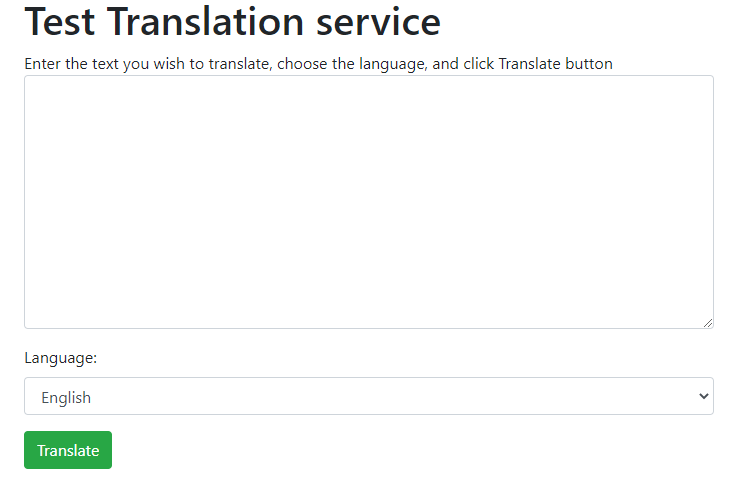 Test Translation service
Enter the text you wish to translate, choose the language, and click Translate button
Language:
English
Translate